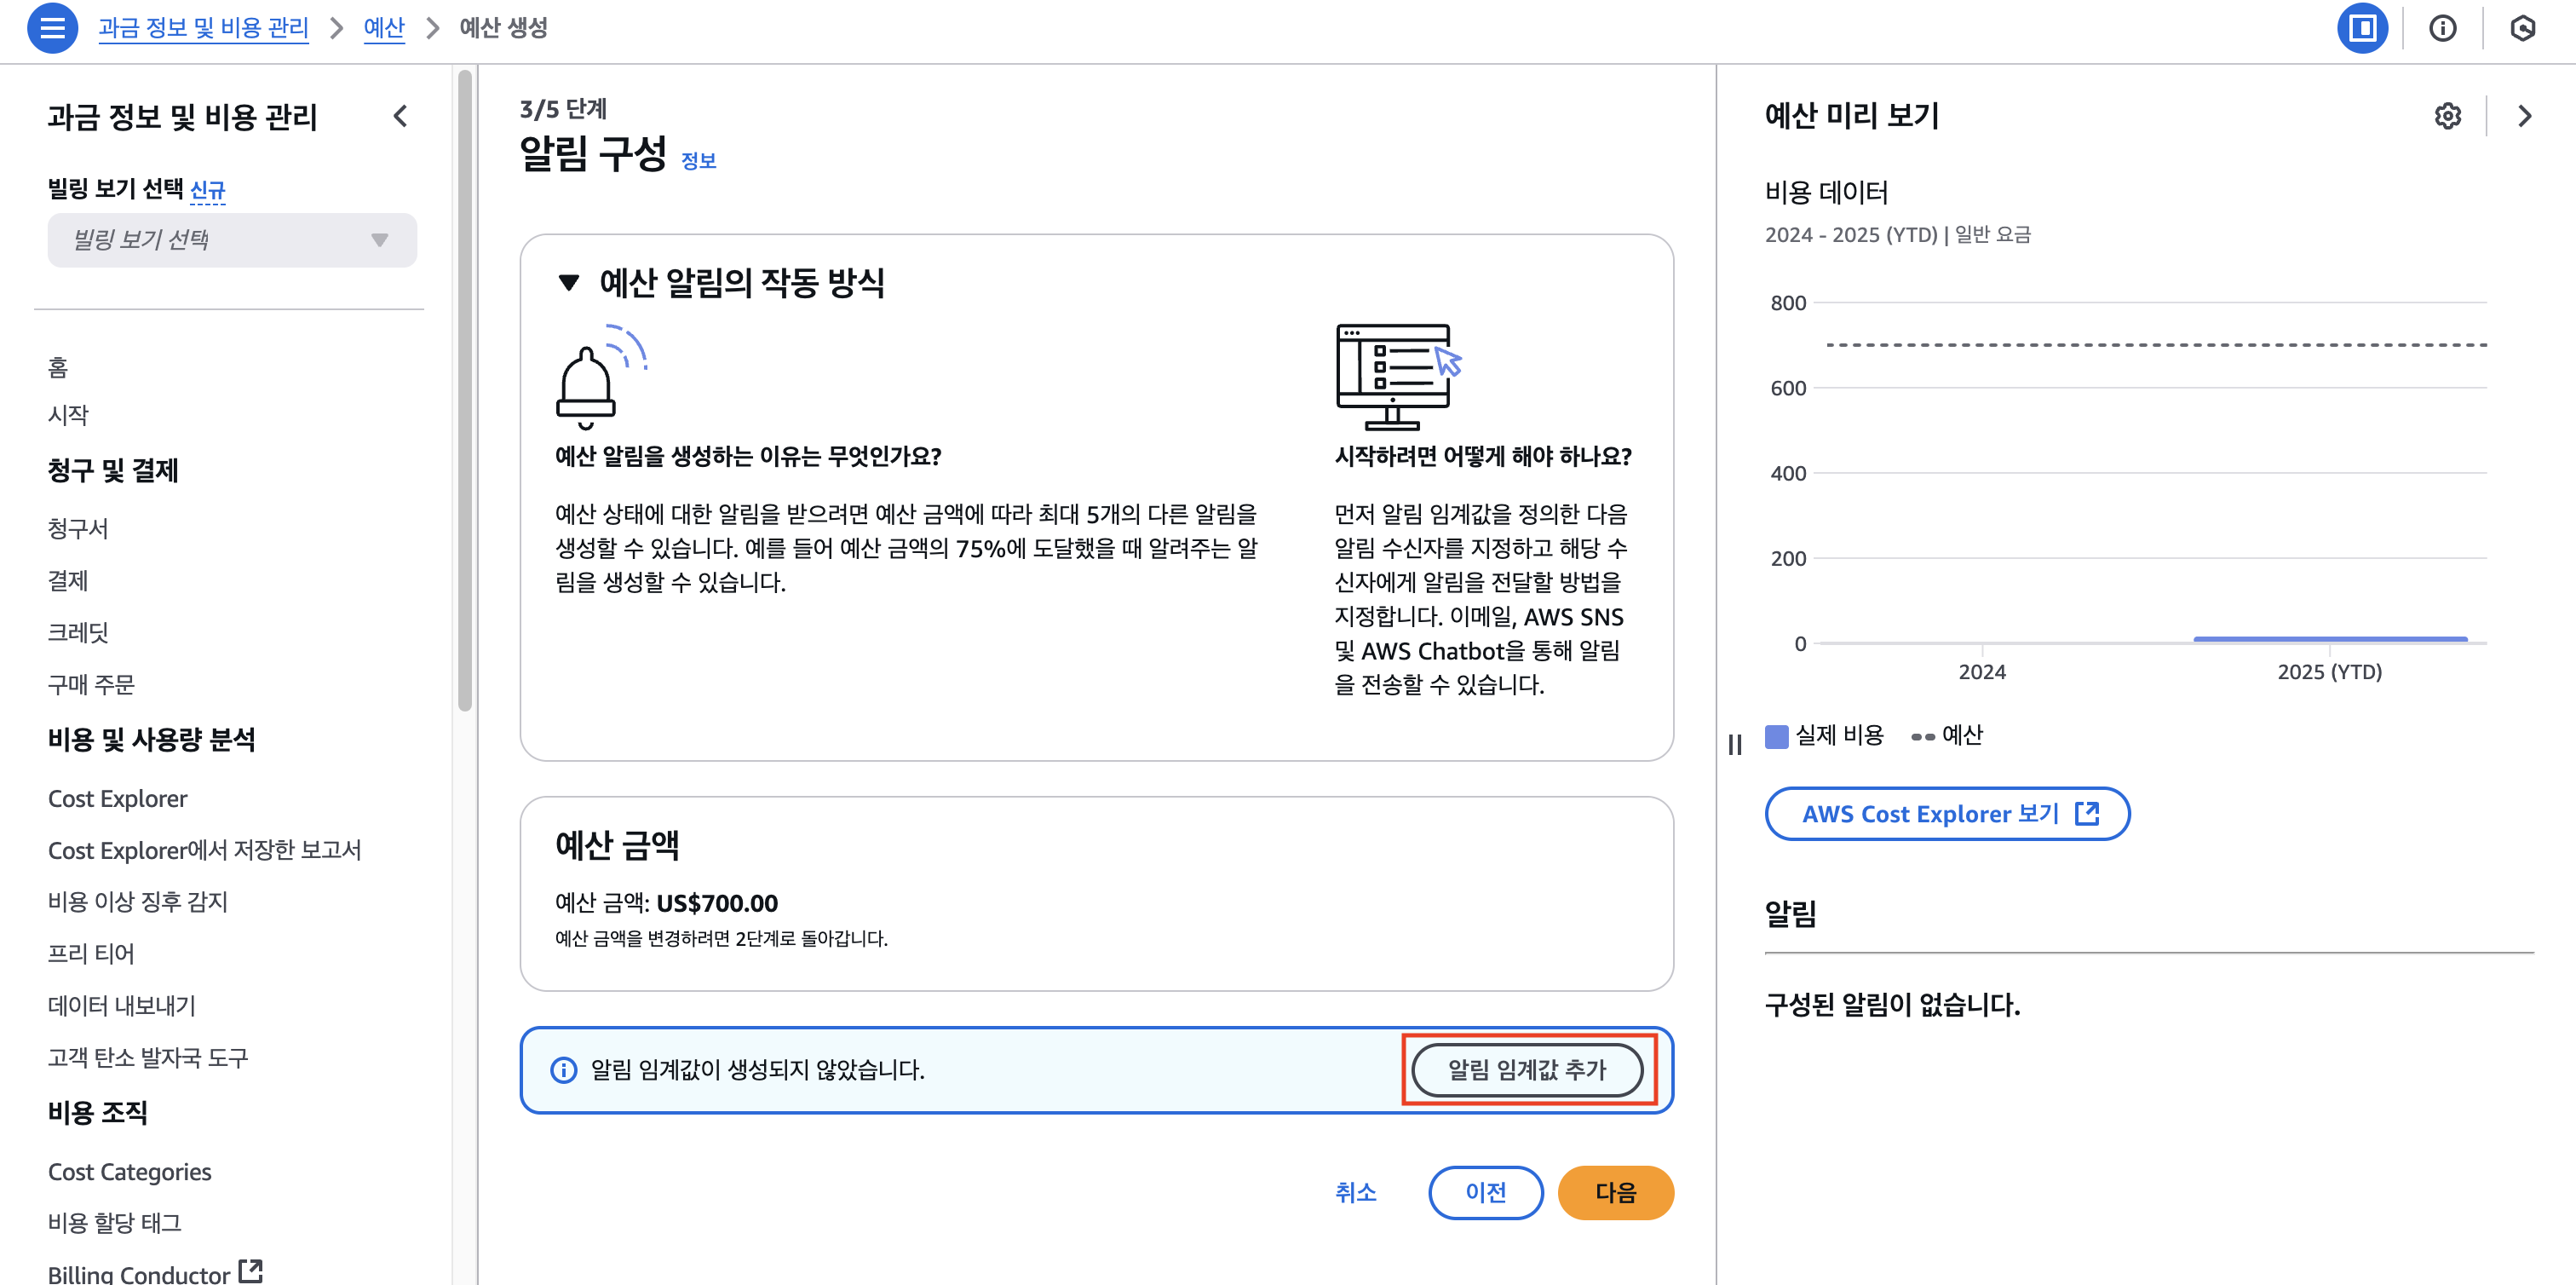 과금 정보 및 비용 관리 > 예산 > 예산 생성
과금 정보 및 비용 관리
빌링 보기 선택 신규
빌링 보기 선택
홈
시작
청구 및 결제
청구서
결제
크레딧
구매 주문
비용 및 사용량 분석
Cost Explorer
Cost Explorer에서 저장한 보고서
비용 이상 징후 감지
프리 티어
데이터 내보내기
고객 탄소 발자국 도구
비용 조직
Cost Categories
비용 할당 태그
Billing Conductor
3/5 단계
알림 구성 정보
예산 알림의 작동 방식
예산 알림을 생성하는 이유는 무엇인가요?
예산 상태에 대한 알림을 받으려면 예산 금액에 따라 최대 5개의 다른 알림을
생성할 수 있습니다. 예를 들어 예산 금액의 75%에 도달했을 때 알려주는 알
림을 생성할 수 있습니다.
시작하려면 어떻게 해야 하나요?
먼저 알림 임계값을 정의한 다음
알림 수신자를 지정하고 해당 수
신자에게 알림을 전달할 방법을
지정합니다. 이메일, AWS SNS
및 AWS Chatbot을 통해 알림
을 전송할 수 있습니다.
예산 금액
예산 금액: US$700.00
예산 금액을 변경하려면 2단계로 돌아갑니다.
알림 임계값이 생성되지 않았습니다.
알림 임계값 추가
취소
이전
다음
예산 미리 보기
비용 데이터
2024 - 2025 (YTD) | 일반 요금
800
600
400
200
0
2024
2025 (YTD)
실제 비용
예산
AWS Cost Explorer 보기
알림
구성된 알림이 없습니다.